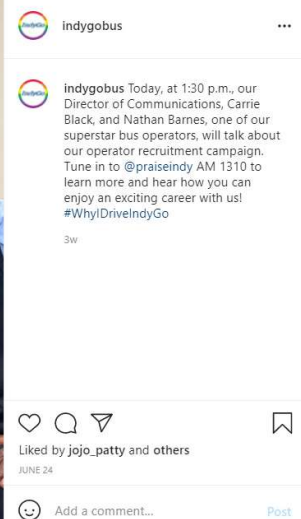 indygobus
indygobus Today, at 1:30 p.m., our
Director of Communications, Carrie
Black, and Nathan Barnes, one of our
superstar bus operators, will talk about
our operator recruitment campaign.
Tune in to @praiseindy AM 1310 to
learn more and hear how you can
enjoy an exciting career with us!
#WhyIDriveIndyGo
3w
Liked by jojo_patty and others
JUNE 24
Add a comment... Post